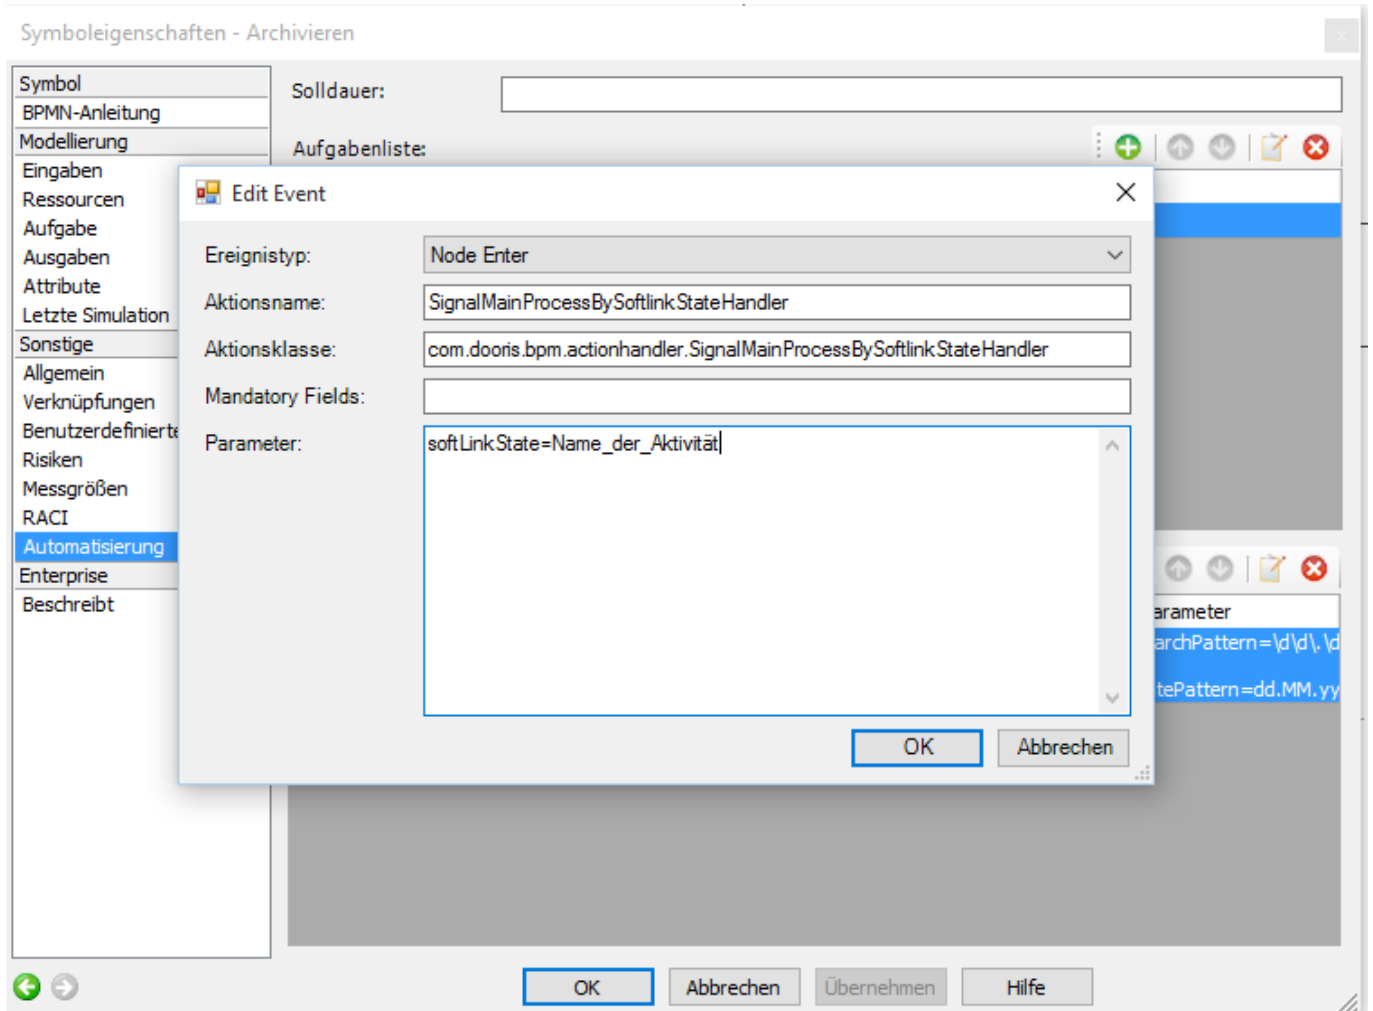 Symboleigenschaften - Archivieren
Symbol
BPMN-Anleitung
Modellierung
Eingaben
Ressourcen
Aufgabe
Ausgaben
Attribute
Letzte Simulation
Sonstige
Allgemein
Verknüpfungen
Benutzerdefinierte
Risiken
Messgrößen
RACI
Automatisierung
Enterprise
Beschreibt
Solldauer:
Aufgabenliste:
Edit Event
Ereignistyp: Node Enter
Aktionsname: SignalMainProcessBySoftlinkStateHandler
Aktionsklasse: com.dooris.bpm.actionhandler.SignalMainProcessBySoftlinkStateHandler
Mandatory Fields:
Parameter: softLinkState=Name_der_Aktivität
OK Abbrechen
arameter
archPattern=\d\d\.\d
tePattern=dd.MM.yy
OK Abbrechen Übernehmen Hilfe